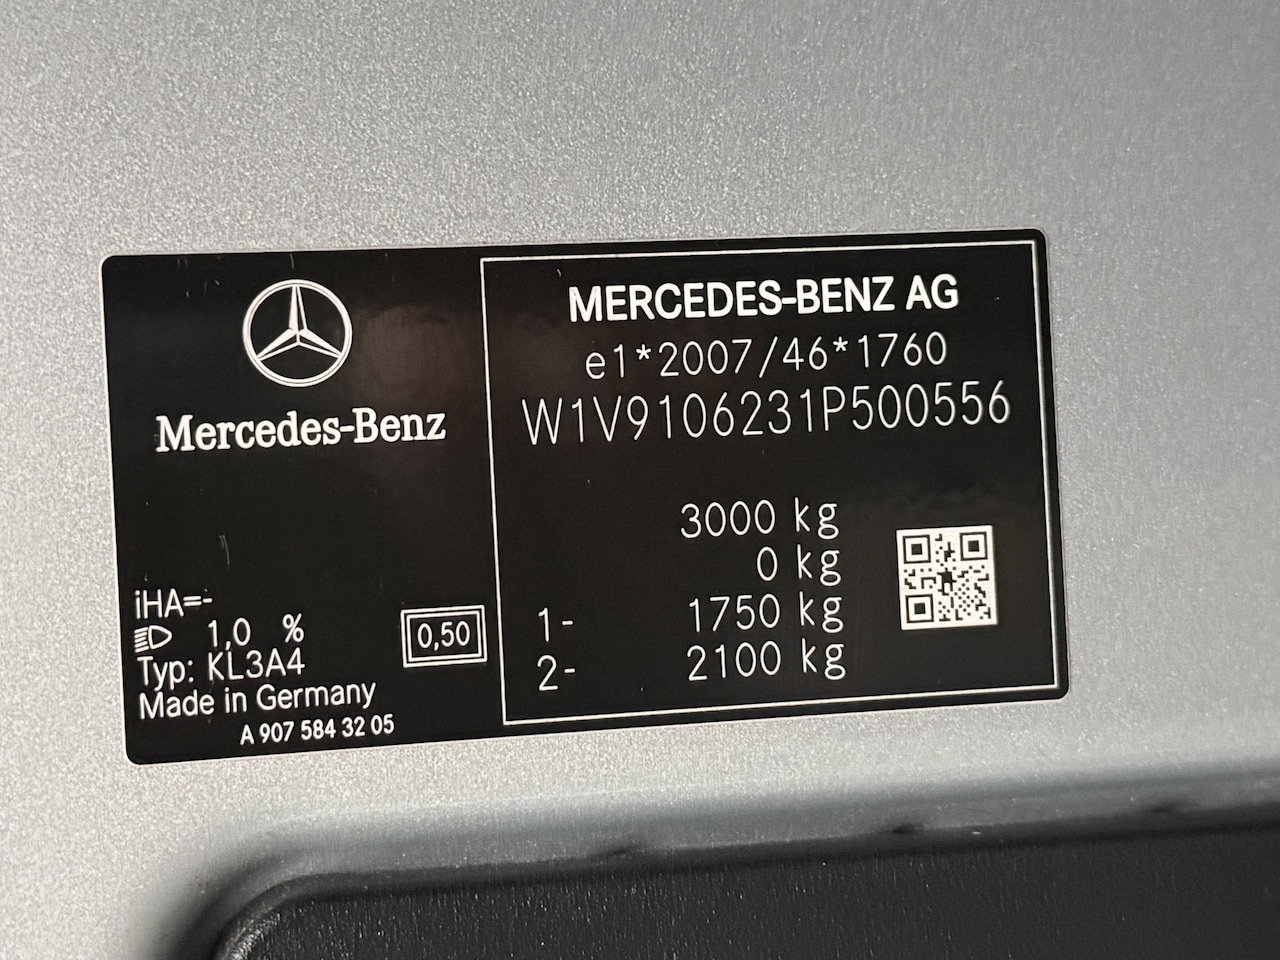 Mercedes-Benz
iHA=-
1,0 %
Typ: KL3A4
Made in Germany
A 907 584 32 05
0,50
MERCEDES-BENZ AG
e1*2007/46*1760
W1V9106231P500556
3000 kg
0 kg
1- 1750 kg
2- 2100 kg